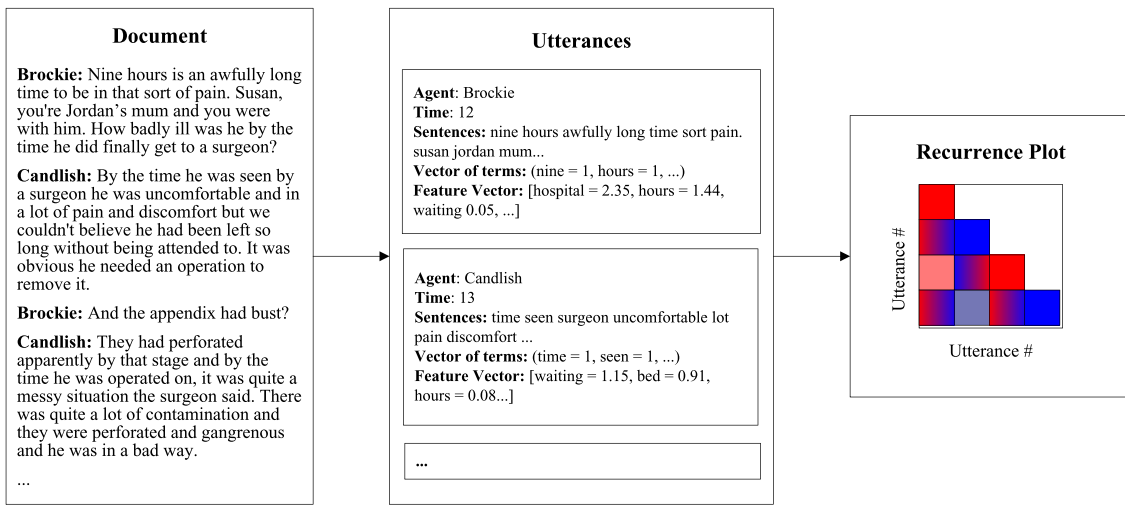 Document
Brockie: Nine hours is an awfully long
time to be in that sort of pain. Susan,
you're Jordan’s mum and you were
with him. How badly ill was he by the
time he did finally get to a surgeon?
Candlish: By the time he was seen by
a surgeon he was uncomfortable and in
a lot of pain and discomfort but we
couldn't believe he had been left so
long without being attended to. It was
obvious he needed an operation to
remove it.
Brockie: And the appendix had bust?
Candlish: They had perforated
apparently by that stage and by the
time he was operated on, it was quite a
messy situation the surgeon said. There
was quite a lot of contamination and
they were perforated and gangrenous
and he was in a bad way.
...
Utterances
Agent: Brockie
Time: 12
Sentences: nine hours awfully long time sort pain.
susan jordan mum...
Vector of terms: (nine = 1, hours = 1, ...)
Feature Vector: [hospital = 2.35, hours = 1.44,
waiting 0.05, ...]
Agent: Candlish
Time: 13
Sentences: time seen surgeon uncomfortable lot
pain discomfort ...
Vector of terms: (time = 1, seen = 1, ...)
Feature Vector: [waiting = 1.15, bed = 0.91,
hours = 0.08...]
...
Recurrence Plot
Utterance #
Utterance #